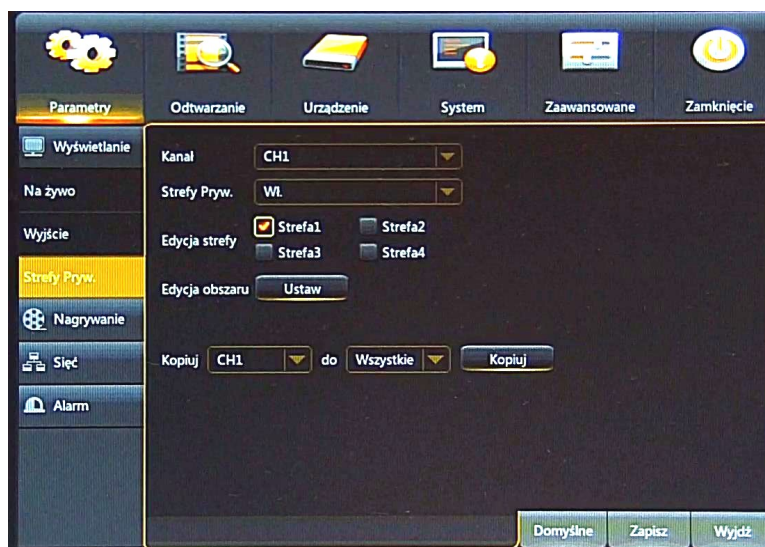 Parametry Odtwarzanie Urządzenie System Zaawansowane Zamknięcie
Wyświetlanie
Na żywo
Wyjście
Strefy Pryw.
Nagrywanie
Sięć
Alarm
Kanał CH1
Strefy Pryw. Wł.
Edycja strefy Strefa1 Strefa2
Strefa3 Strefa4
Edycja obszaru Ustaw
Kopiuj CH1 do Wszystkie Kopiuj
Domyślne Zapisz Wyjdź